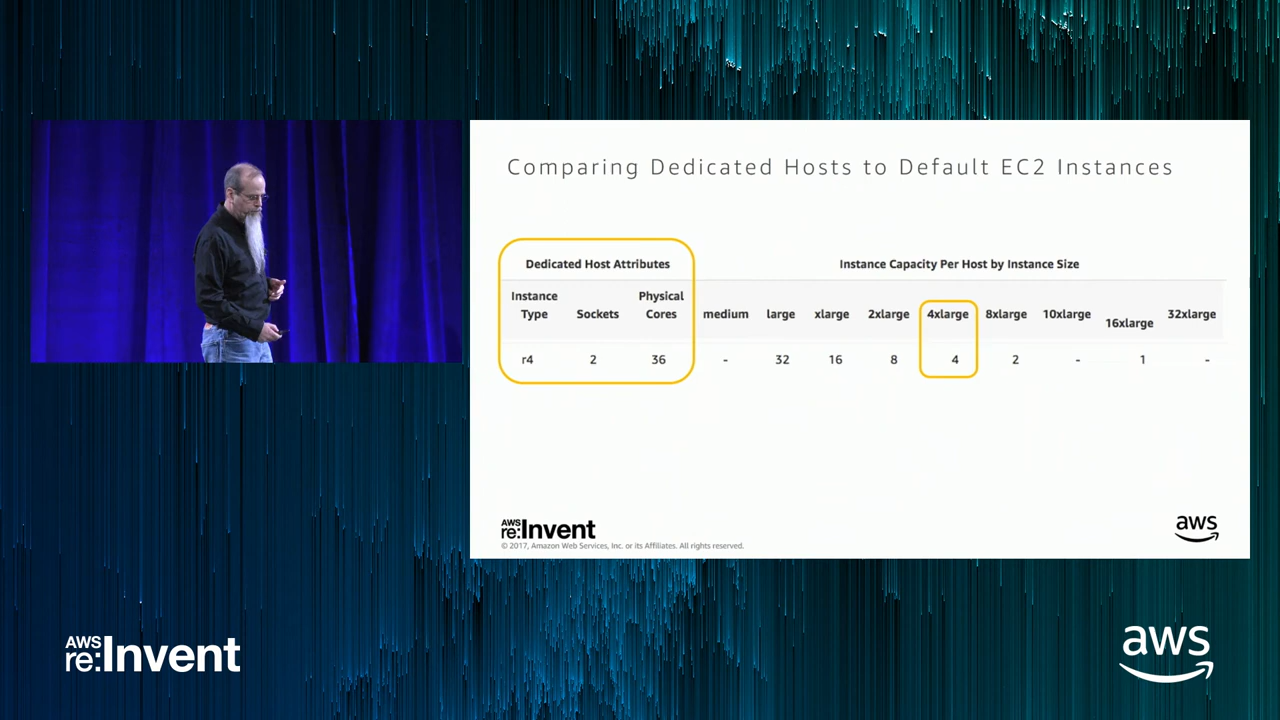 Comparing Dedicated Hosts to Default EC2 Instances
Dedicated Host Attributes
Instance Capacity Per Host by Instance Size
Instance Type Sockets Physical Cores medium large xlarge 2xlarge 4xlarge 8xlarge 10xlarge 16xlarge 32xlarge
r4 2 36 - 32 16 8 4 2 - 1 -
AWS
re:Invent
© 2017, Amazon Web Services, Inc. or its Affiliates. All rights reserved.
aws
AWS
re:Invent
aws